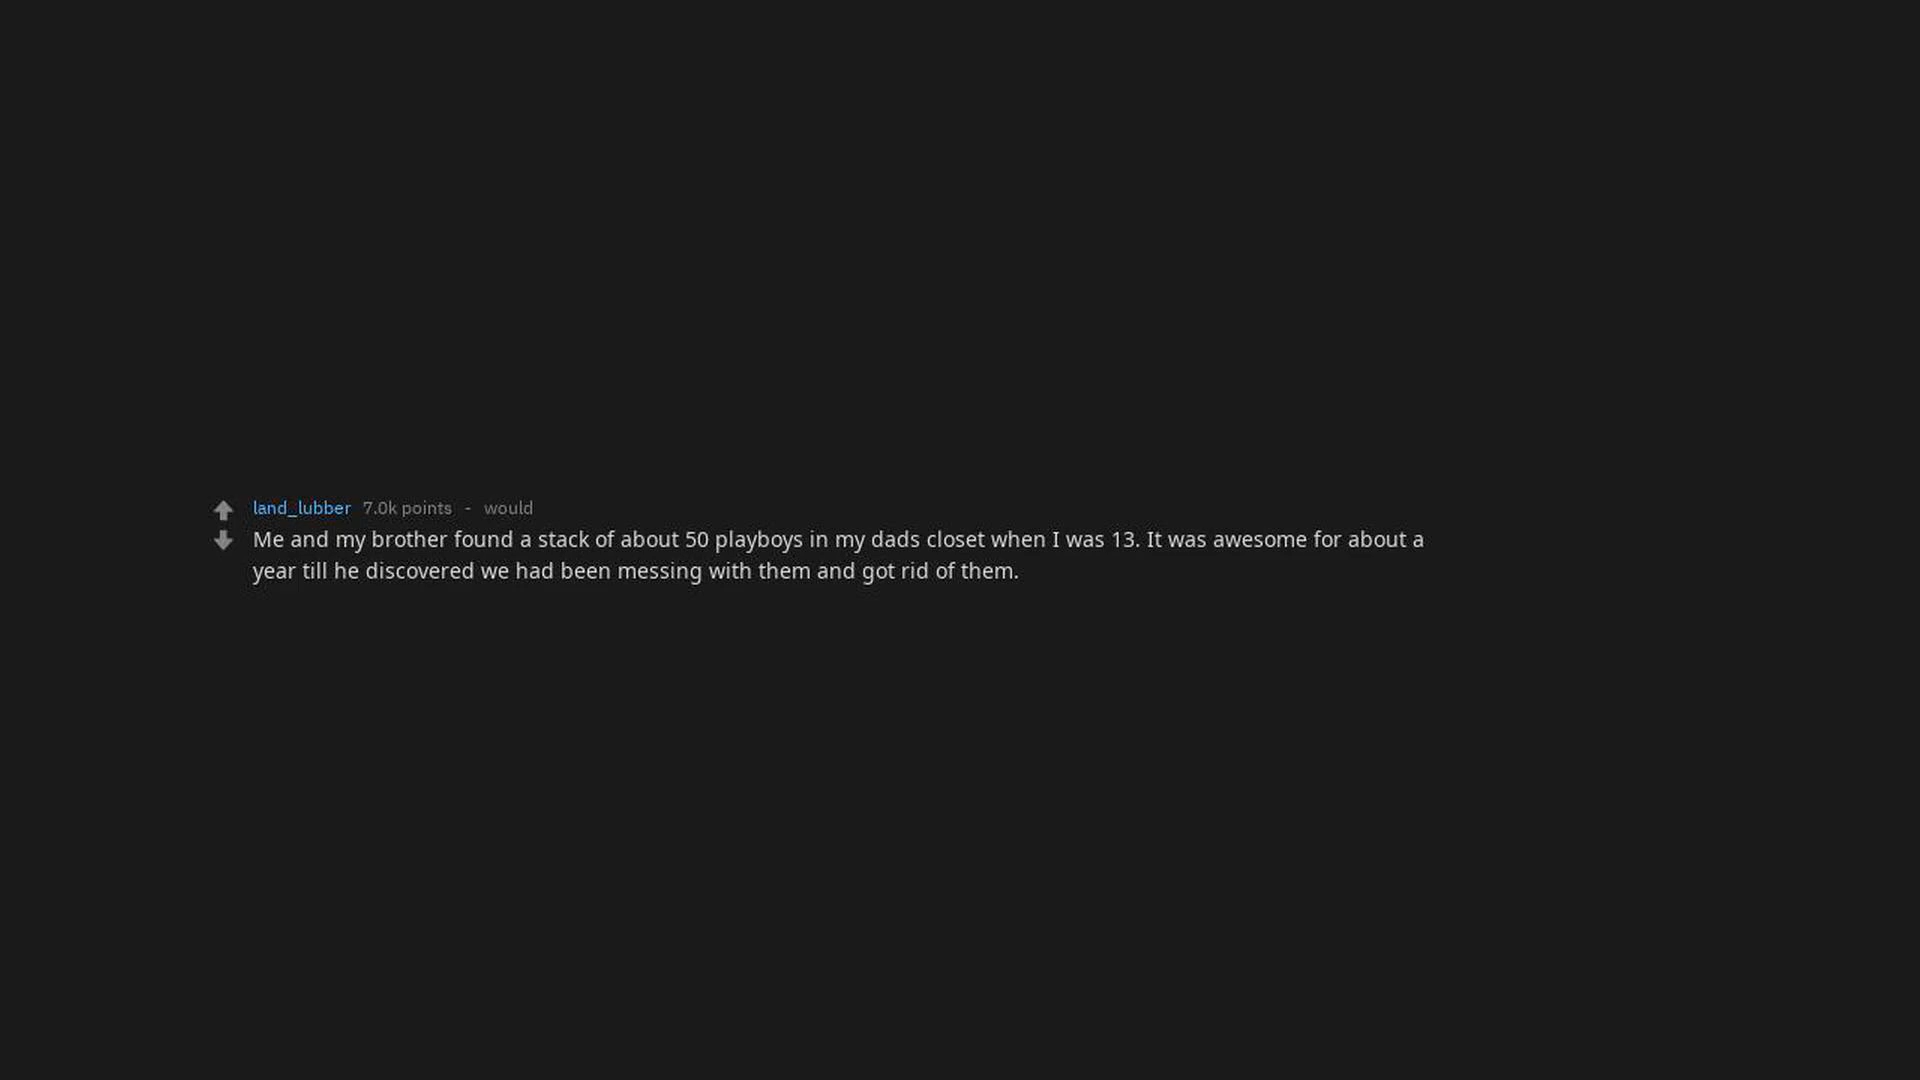 land_lubber 7.0k points - would
Me and my brother found a stack of about 50 playboys in my dads closet when I was 13. It was awesome for about a
year till he discovered we had been messing with them and got rid of them.